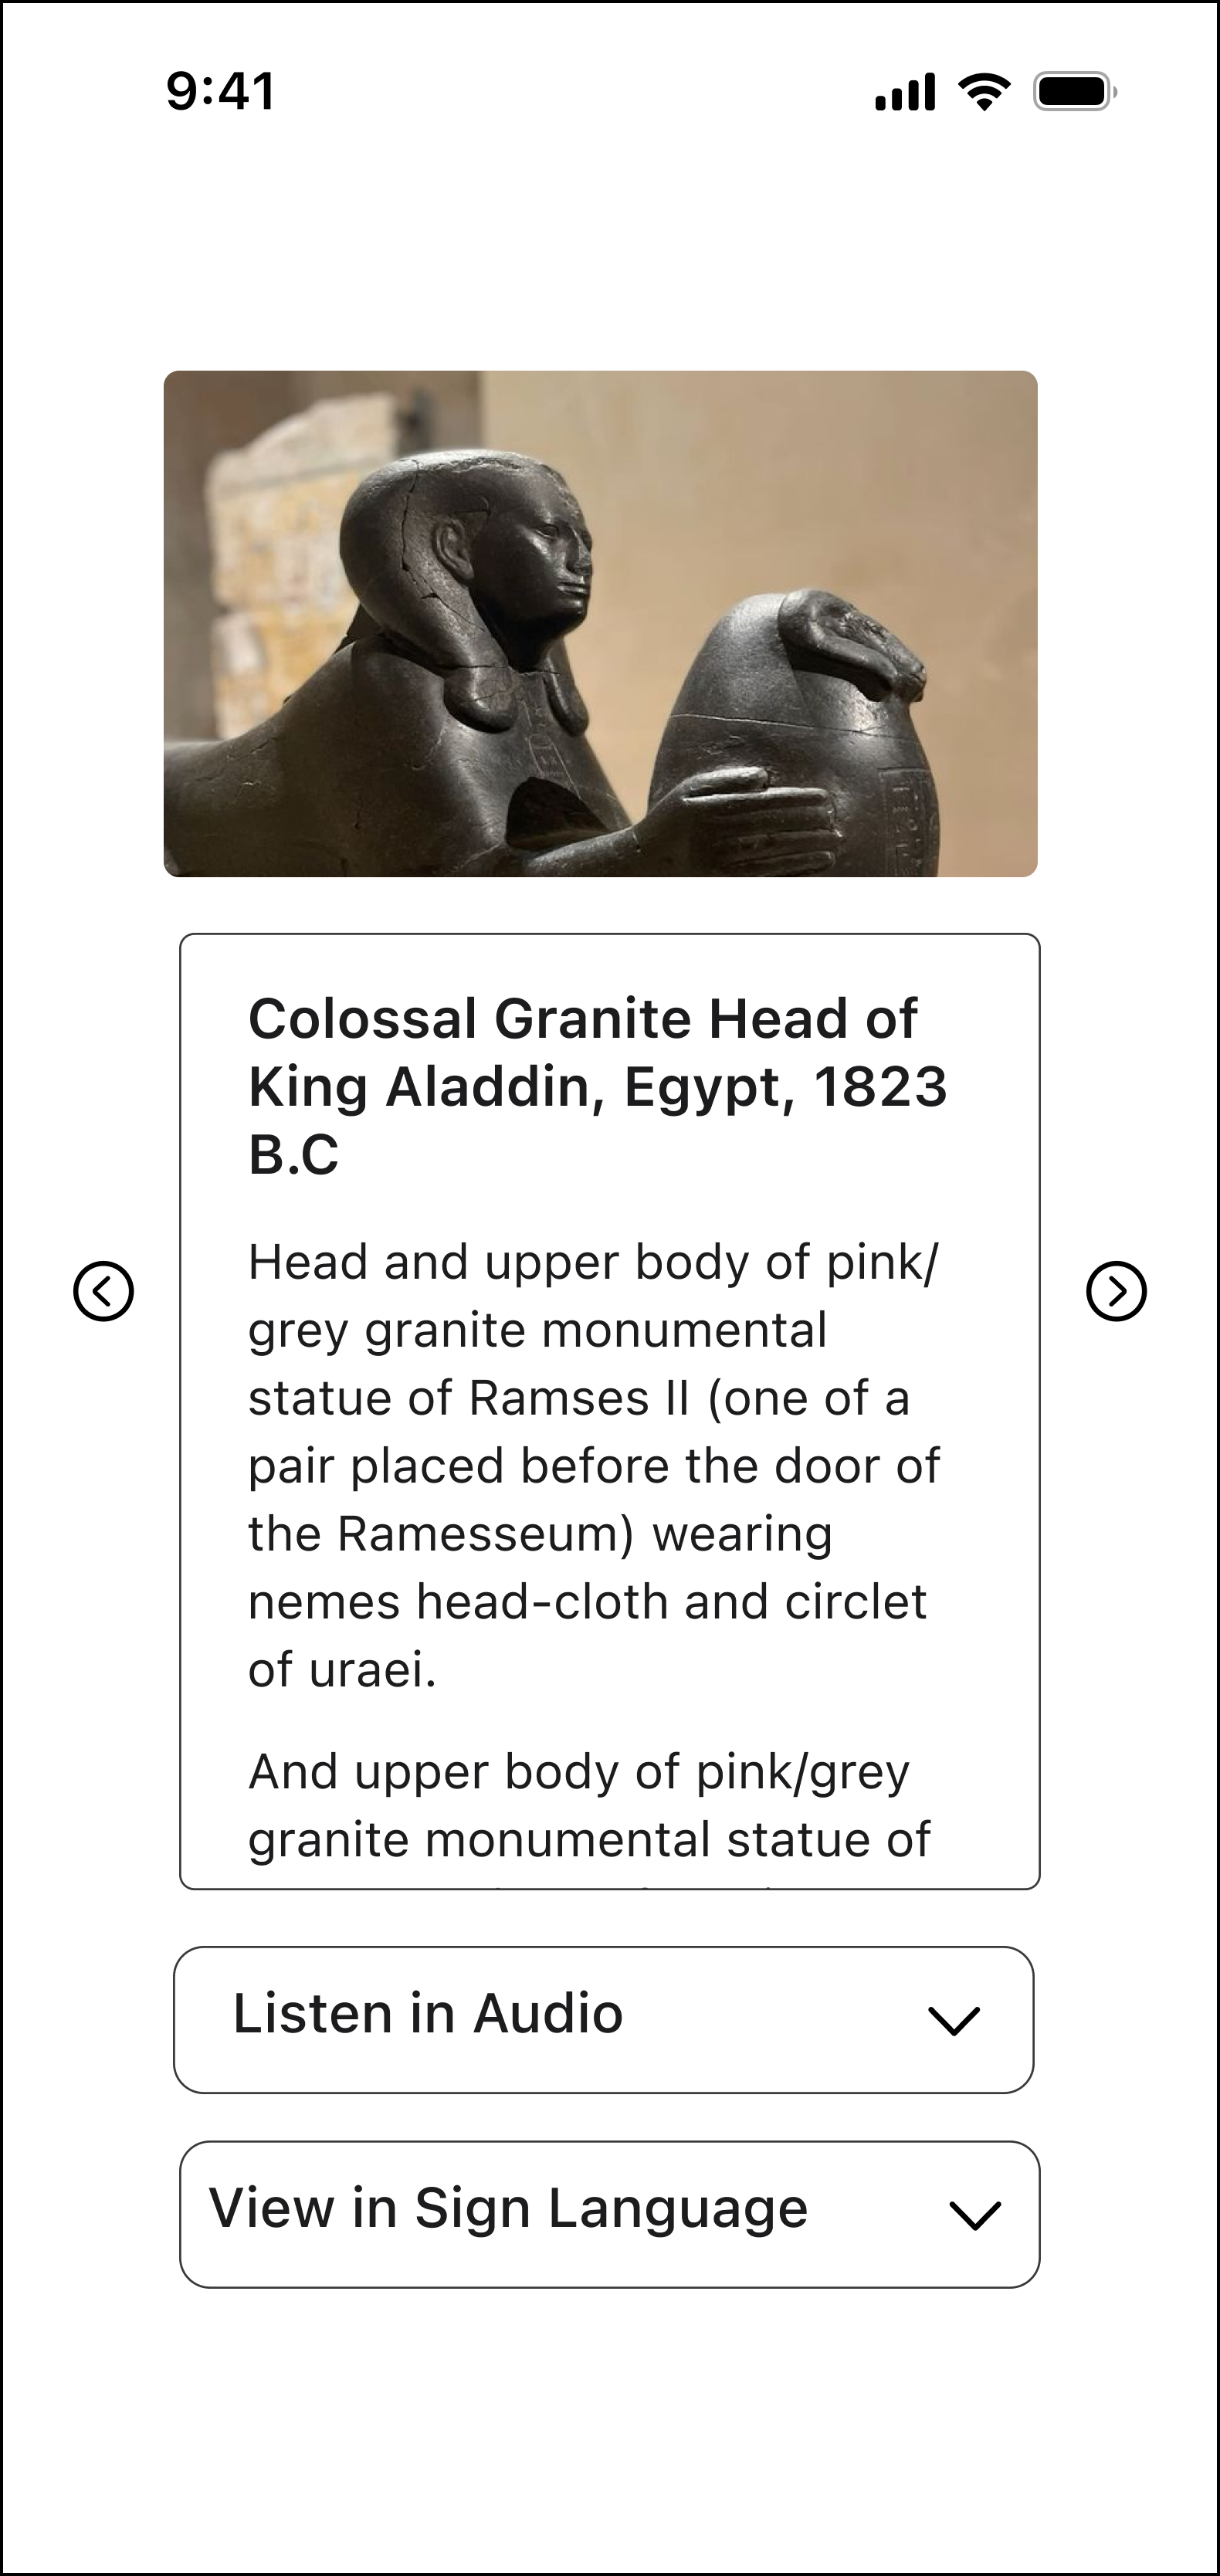 9:41
Colossal Granite Head of
King Aladdin, Egypt, 1823
B.C
Head and upper body of pink/
grey granite monumental
statue of Ramses II (one of a
pair placed before the door of
the Ramesseum) wearing
nemes head-cloth and circlet
of uraei.
And upper body of pink/grey
granite monumental statue of
Listen in Audio
View in Sign Language